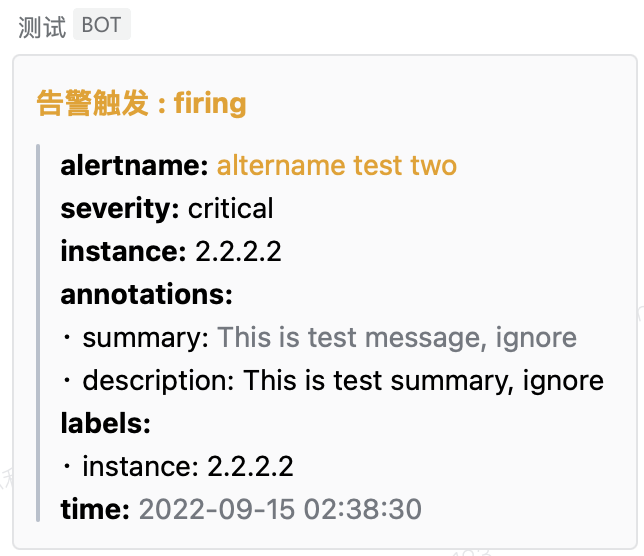 测试 BOT
告警触发 : firing
alertname: altername test two
severity: critical
instance: 2.2.2.2
annotations:
· summary: This is test message, ignore
· description: This is test summary, ignore
labels:
· instance: 2.2.2.2
time: 2022-09-15 02:38:30